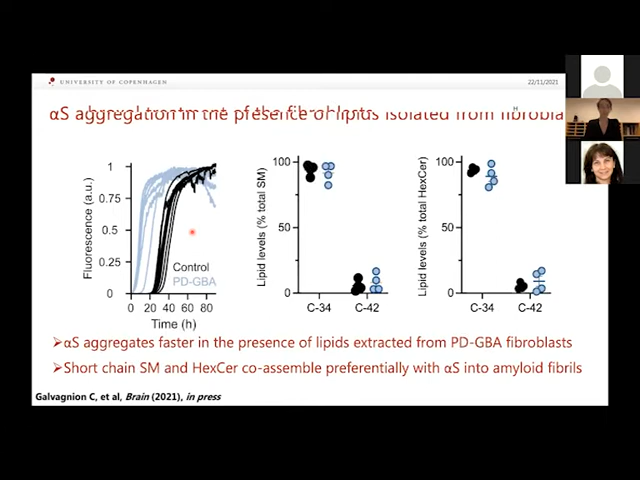 UNIVERSITY OF COPENHAGEN
22/11/2021
αS aggregation in the presence of lipids isolated from
Fluorescence (a.u.)
1
0.75
0.5
0.25
0
0 20 40 60 80
Time (h)
Control
PD-GBA
Lipid levels (% total SM)
100
50
0
C-34 C-42
Lipid levels (% total HexCer)
100
50
0
C-34 C-42
➢αS aggregates faster in the presence of lipids extracted from PD-GBA fibroblasts
➢Short chain SM and HexCer co-assemble preferentially with αS into amyloid fibrils
Galvagnion C, et al, Brain (2021), in press